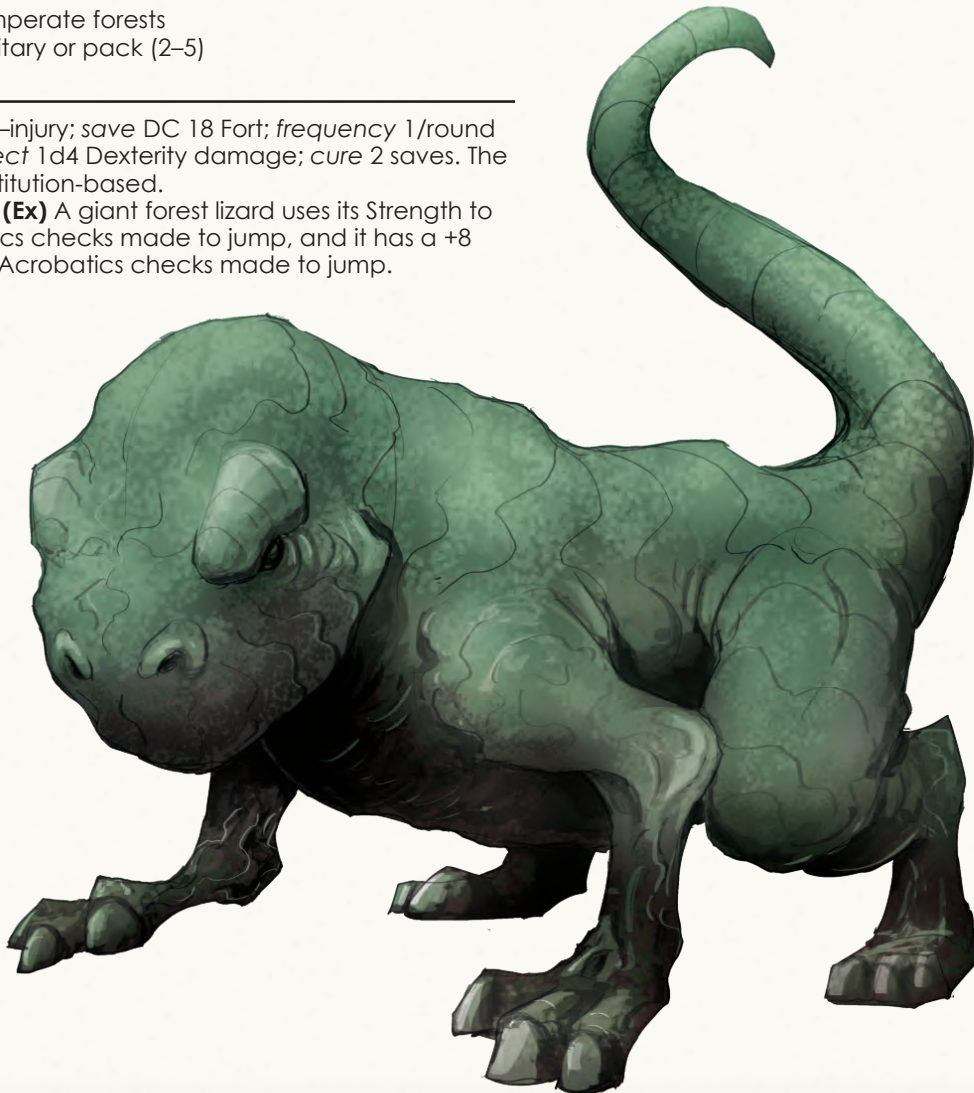 mperate forests
itary or pack (2–5)
–injury; save DC 18 Fort; frequency 1/round
ect 1d4 Dexterity damage; cure 2 saves. The
titution-based.
(Ex) A giant forest lizard uses its Strength to
cs checks made to jump, and it has a +8
Acrobatics checks made to jump.